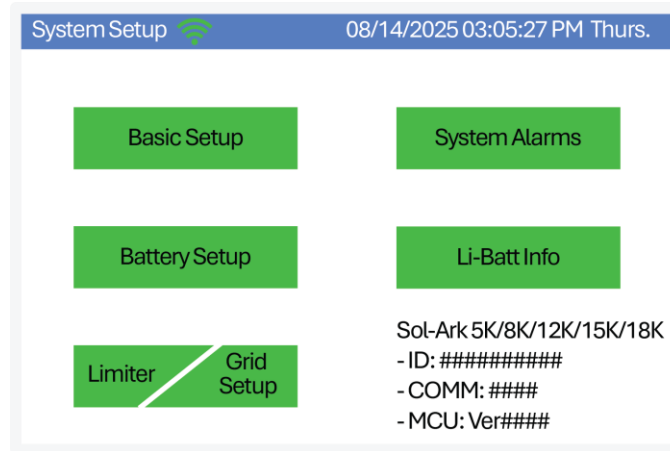 System Setup
08/14/2025 03:05:27 PM Thurs.
Basic Setup
System Alarms
Battery Setup
Li-Batt Info
Limiter
Grid
Setup
Sol-Ark 5K/8K/12K/15K/18K
- ID: ##########
- COMM: ####
- MCU: Ver####